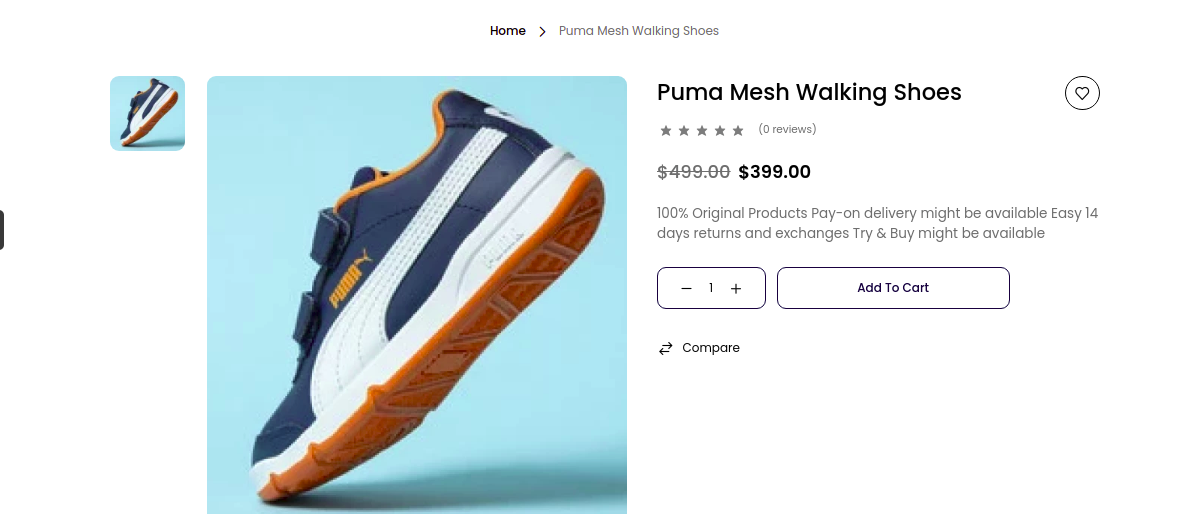 Home > Puma Mesh Walking Shoes
Puma Mesh Walking Shoes
(0 reviews)
$499.00 $399.00
100% Original Products Pay-on delivery might be available Easy 14
days returns and exchanges Try & Buy might be available
− 1 + Add To Cart
Compare
PUMA
PUMA